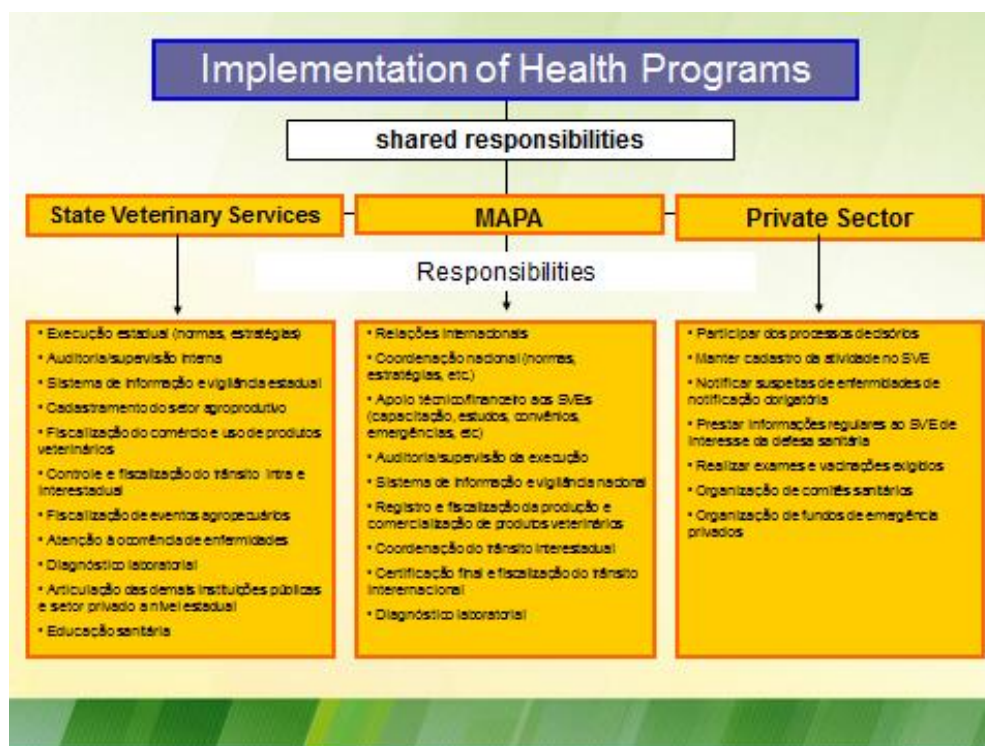 Implementation of Health Programs
shared responsibilities
State Veterinary Services
MAPA
Private Sector
Responsibilities
• Execução estadual (normas, estratégias)
• Auditoria/supervisão interna
• Sistema de informação e vigilância estadual
• Cadastramento do setor agroprodutivo
• Fiscalização do comércio e uso de produtos
veterinários
• Controle e fiscalização do trânsito intra e
interestadual
• Fiscalização de eventos agropecuários
• Atenção à ocorrência de enfermidades
• Diagnóstico laboratorial
• Articulação das demais instituições públicas
e setor privado a nível estadual
• Educação sanitária
• Relações internacionais
• Coordenação nacional (normas,
estratégias, etc.)
• Apoio técnico/financeiro aos SVEs
(capacitação, estudos, convênios,
emergências, etc)
• Auditoria/supervisão da execução
• Sistema de informação e vigilância nacional
• Registro e fiscalização da produção e
comercialização de produtos veterinários
• Coordenação do trânsito interestadual
• Certificação final e fiscalização do trânsito
interernacional
• Diagnóstico laboratorial
• Participar dos processos decisórios
• Manter cadastro da atividade no SVE
• Notificar suspeitas de enfermidades de
notificação obrigatória
• Prestar informações regulares ao SVE de
interesse da defesa sanitária
• Realizar exames e vacinações exigidos
• Organização de comitês sanitários
• Organização de fundos de emergência
privados